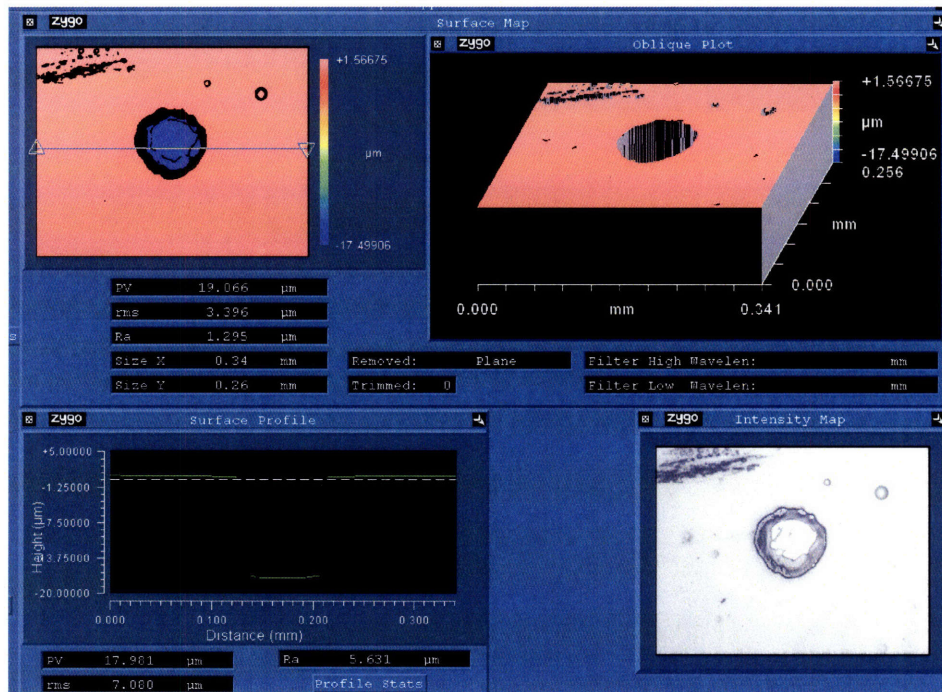 zygo Surface Map
+1.56675
µm
-17.49906
zygo Oblique Plot
+1.56675
µm
-17.49906
0.256
mm
0.000
0.000 mm 0.341
PV 19.066 µm
rms 3.396 µm
Ra 1.295 µm
Size X 0.34 mm
Size Y 0.26 mm
Removed: Plane
Trimmed: 0
Filter High Wavelen: mm
Filter Low Wavelen: mm
zygo Surface Profile
+5.00000
-1.25000
-7.50000
-13.75000
-20.00000
Height (µm)
0.000 0.100 0.200 0.300
Distance (mm)
PV 17.981 µm
rms 7.080 µm
Ra 5.631 µm
Profile Stats
zygo Intensity Map